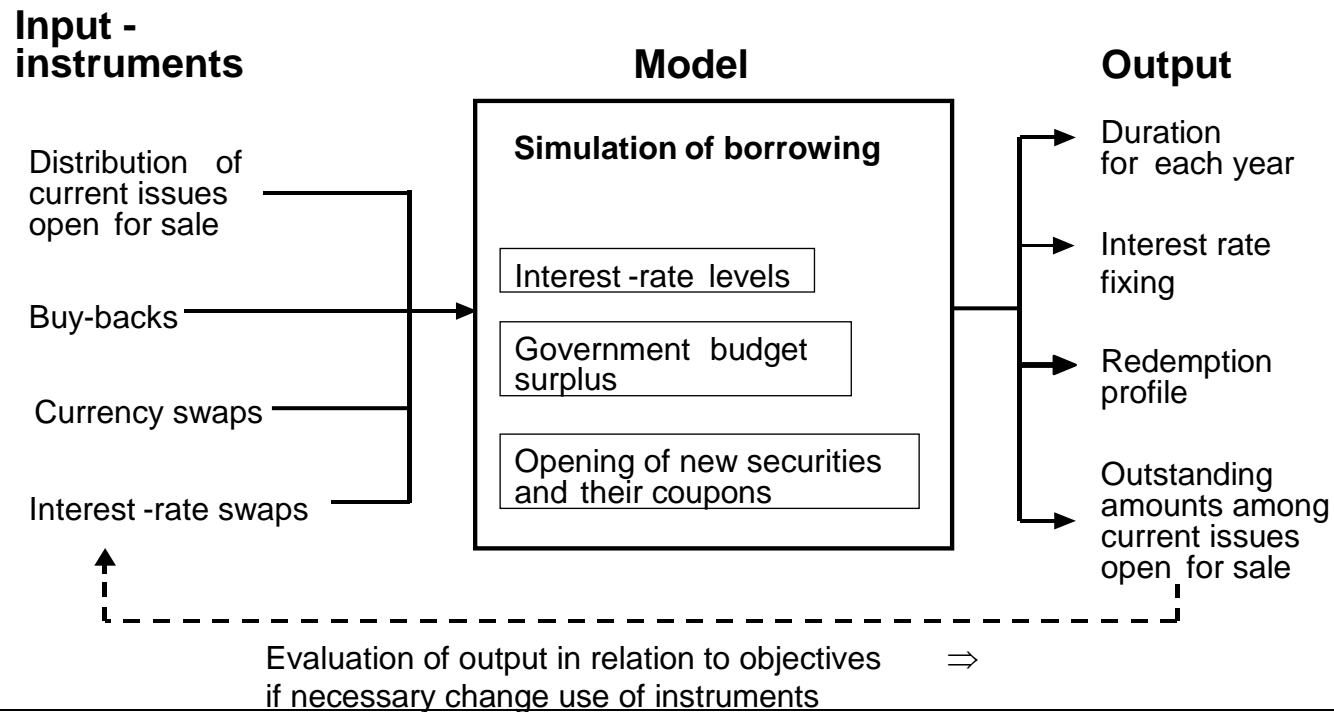 Input -
instruments
Model
Output
Distribution of
current issues
open for sale
Buy-backs
Currency swaps
Interest -rate swaps
Simulation of borrowing
Interest -rate levels
Government budget
surplus
Opening of new securities
and their coupons
Duration
for each year
Interest rate
fixing
Redemption
profile
Outstanding
amounts among
current issues
open for sale
Evaluation of output in relation to objectives ⇒
if necessary change use of instruments